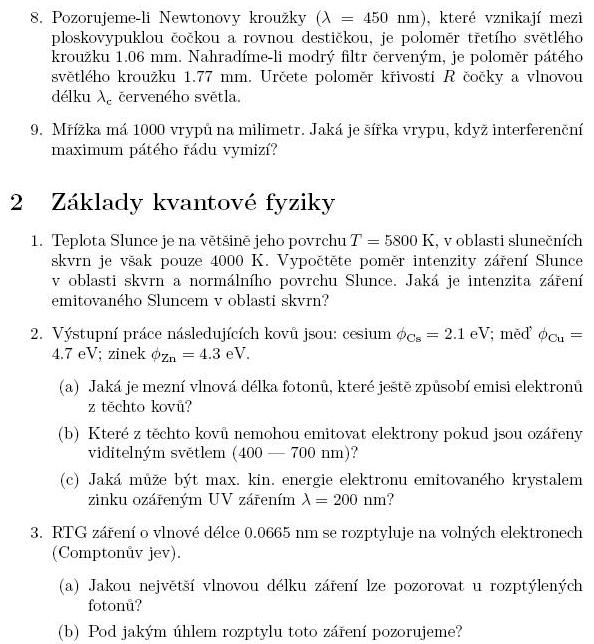 8. Pozorujeme-li Newtonovy kroužky (λ = 450 nm), které vznikají mezi
ploskovypuklou čočkou a rovnou destičkou, je poloměr třetího světlého
kroužku 1.06 mm. Nahradíme-li modrý filtr červeným, je poloměr pátého
světlého kroužku 1.77 mm. Určete poloměr křivosti R čočky a vlnovou
délku λc červeného světla.
9. Mřížka má 1000 vrypů na milimetr. Jaká je šířka vrypu, když interferenční
maximum pátého řádu vymizí?
2 Základy kvantové fyziky
1. Teplota Slunce je na většině jeho povrchu T = 5800 K, v oblasti slunečních
skvrn je však pouze 4000 K. Vypočtěte poměr intenzity záření Slunce
v oblasti skvrn a normálního povrchu Slunce. Jaká je intenzita záření
emitovaného Sluncem v oblasti skvrn?
2. Výstupní práce následujících kovů jsou: cesium ϕCs = 2.1 eV; měď ϕCu =
4.7 eV; zinek ϕZn = 4.3 eV.
(a) Jaká je mezní vlnová délka fotonů, které ještě způsobí emisi elektronů
z těchto kovů?
(b) Které z těchto kovů nemohou emitovat elektrony pokud jsou ozářeny
viditelným světlem (400 — 700 nm)?
(c) Jaká může být max. kin. energie elektronu emitovaného krystalem
zinku ozářeným UV zářením λ = 200 nm?
3. RTG záření o vlnové délce 0.0665 nm se rozptyluje na volných elektronech
(Comptonův jev).
(a) Jakou největší vlnovou délku záření lze pozorovat u rozptýlených
fotonů?
(b) Pod jakým úhlem rozptylu toto záření pozorujeme?